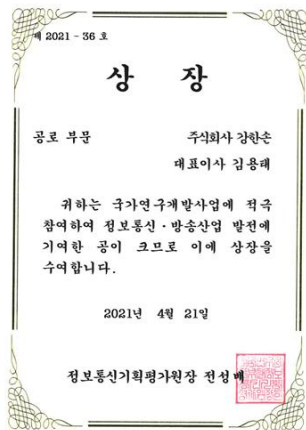 제 2021 - 36 호
상 장
공로 부문 주식회사 강한손
대표이사 김용태
귀하는 국가연구개발사업에 적극
참여하여 정보통신·방송산업 발전에
기여한 공이 크므로 이에 상장을
수여합니다.
2021년 4월 21일
정보통신기획평가원장 전성배